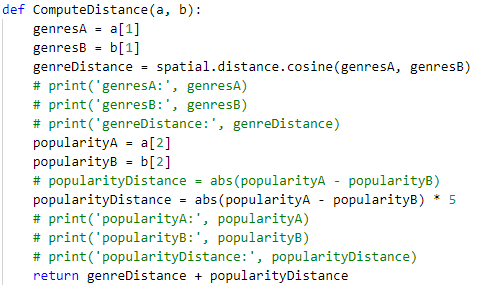 def ComputeDistance(a, b):
    genresA = a[1]
    genresB = b[1]
    genreDistance = spatial.distance.cosine(genresA, genresB)
    # print('genresA:', genresA)
    # print('genresB:', genresB)
    # print('genreDistance:', genreDistance)
    popularityA = a[2]
    popularityB = b[2]
    # popularityDistance = abs(popularityA - popularityB)
    popularityDistance = abs(popularityA - popularityB) * 5
    # print('popularityA:', popularityA)
    # print('popularityB:', popularityB)
    # print('popularityDistance:', popularityDistance)
    return genreDistance + popularityDistance